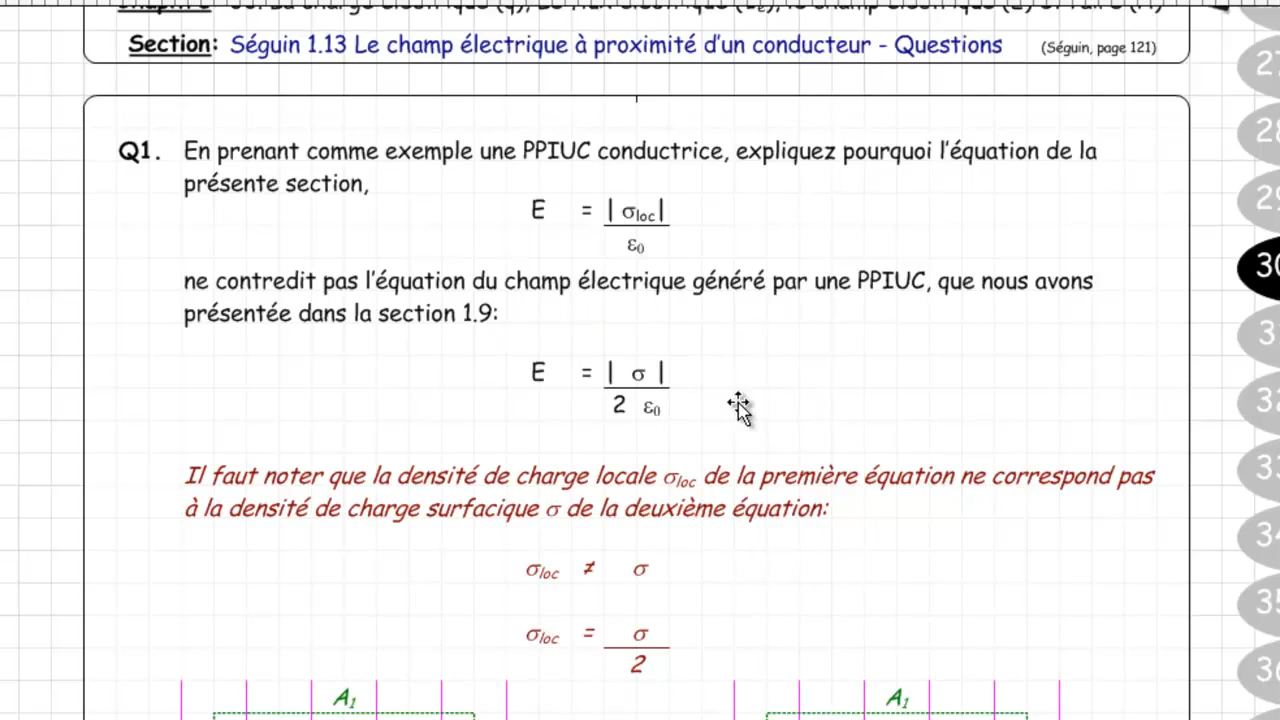 Section: Séguin 1.13 Le champ électrique à proximité d'un conducteur - Questions (Séguin, page 121)
Q1. En prenant comme exemple une PPIUC conductrice, expliquez pourquoi l'équation de la
présente section,
E = | σloc|
ε0
ne contredit pas l'équation du champ électrique généré par une PPIUC, que nous avons
présentée dans la section 1.9:
E = | σ |
2 ε0
Il faut noter que la densité de charge locale σloc de la première équation ne correspond pas
à la densité de charge surfacique σ de la deuxième équation:
σloc ≠ σ
σloc = σ
2
A1 A1
30